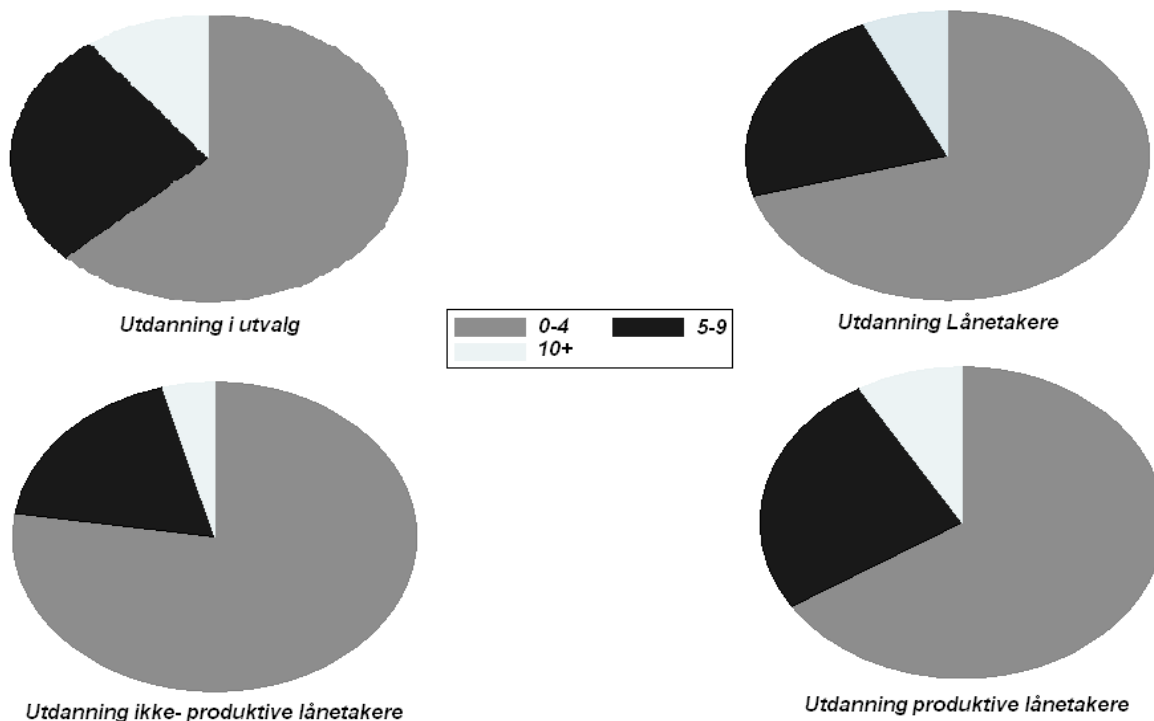 Utdanning i utvalg
Utdanning Lånetakere
0-4
5-9
10+
Utdanning ikke- produktive lånetakere
Utdanning produktive lånetakere